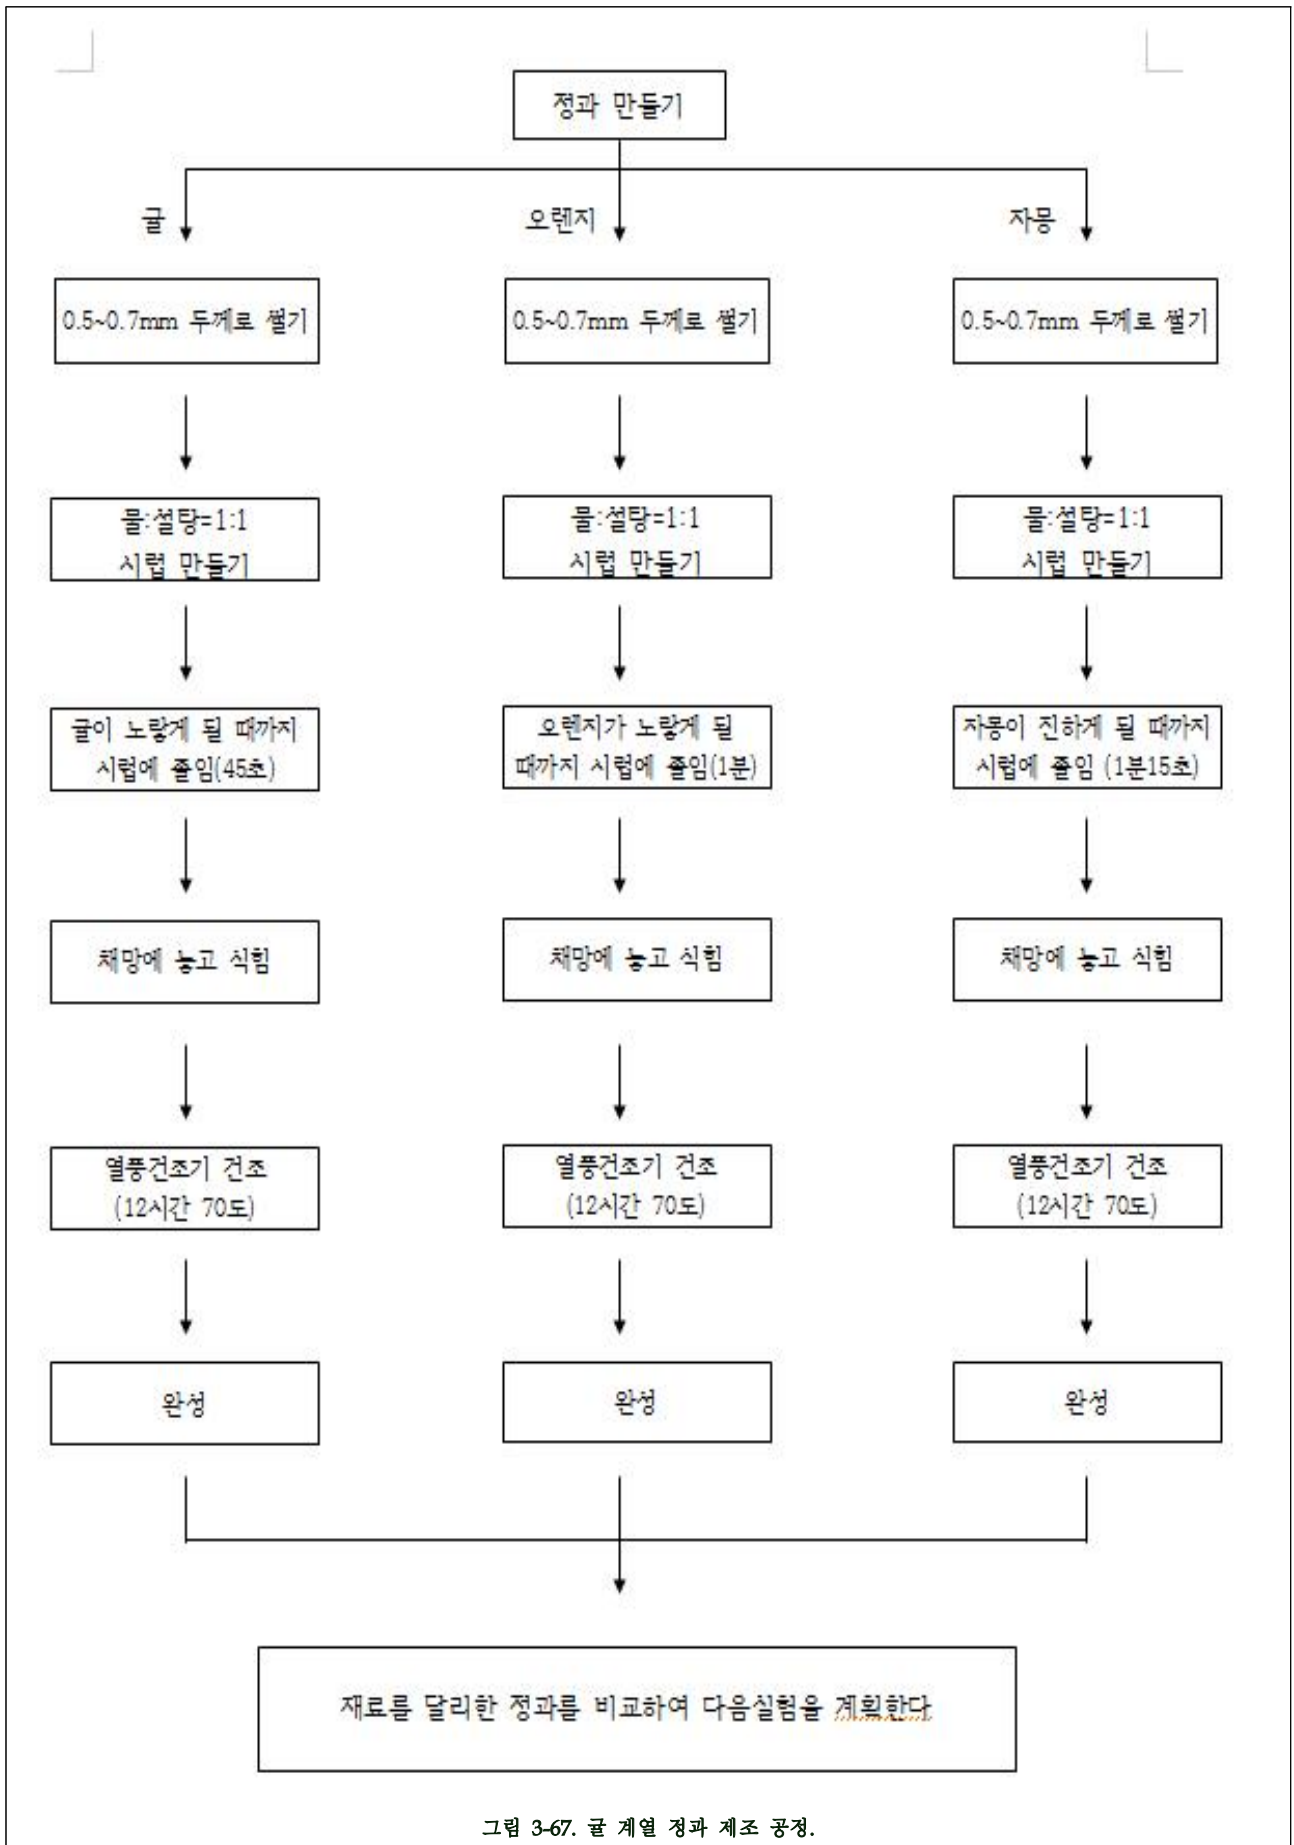 정과 만들기
귤
오렌지
자몽
0.5~0.7mm 두께로 썰기
0.5~0.7mm 두께로 썰기
0.5~0.7mm 두께로 썰기
물:설탕=1:1
시럽 만들기
물:설탕=1:1
시럽 만들기
물:설탕=1:1
시럽 만들기
귤이 노랗게 될 때까지
시럽에 졸임(45초)
오렌지가 노랗게 될
때까지 시럽에 졸임(1분)
자몽이 진하게 될 때까지
시럽에 졸임 (1분15초)
채망에 놓고 식힘
채망에 놓고 식힘
채망에 놓고 식힘
열풍건조기 건조
(12시간 70도)
열풍건조기 건조
(12시간 70도)
열풍건조기 건조
(12시간 70도)
완성
완성
완성
재료를 달리한 정과를 비교하여 다음실험을 계획한다
그림 3-67. 귤 계열 정과 제조 공정.